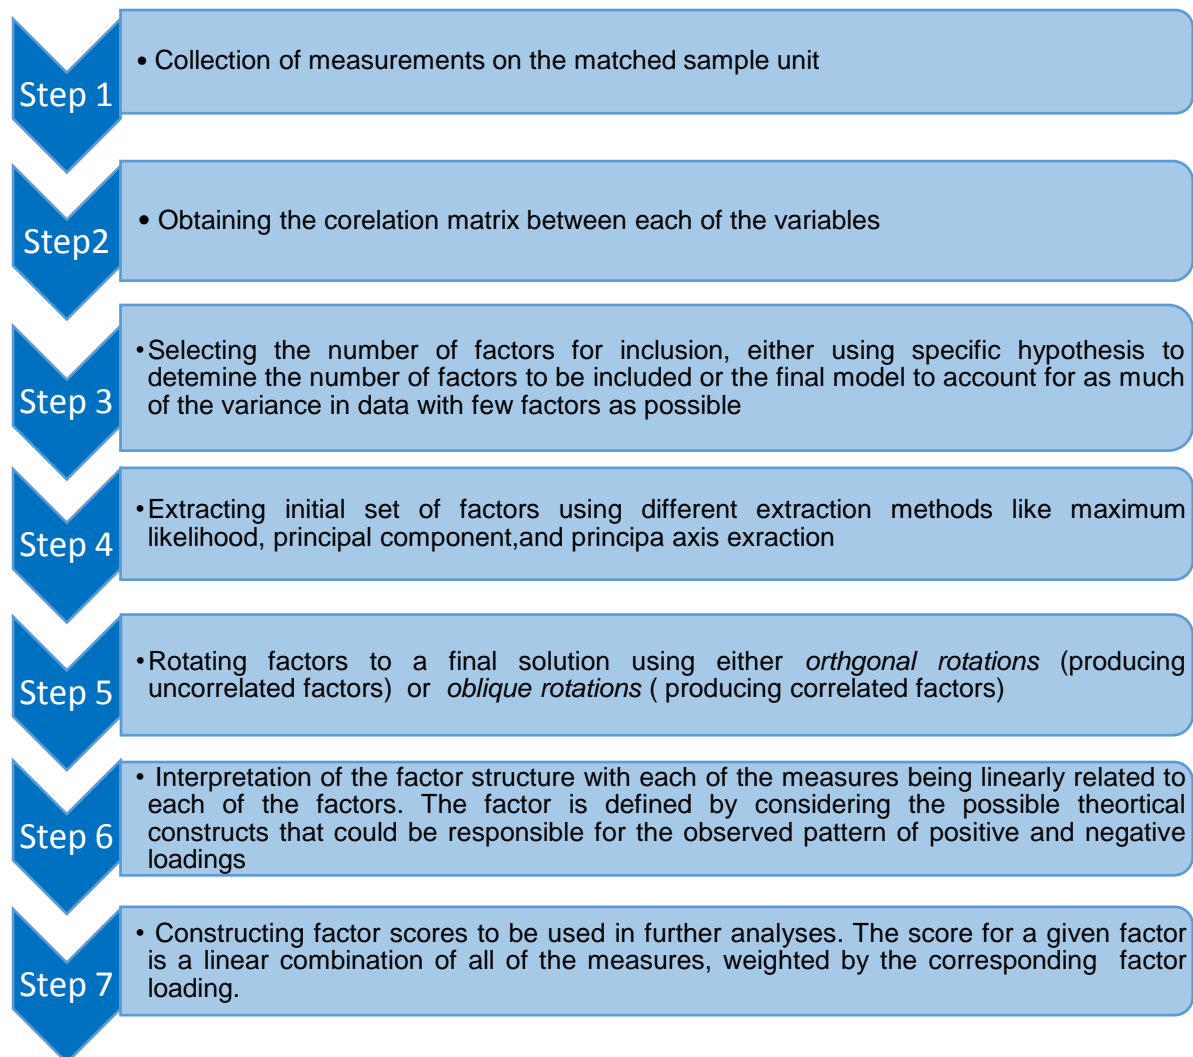 Step 1
• Collection of measurements on the matched sample unit
Step2
• Obtaining the corelation matrix between each of the variables
Step 3
•Selecting the number of factors for inclusion, either using specific hypothesis to
detemine the number of factors to be included or the final model to account for as much
of the variance in data with few factors as possible
Step 4
•Extracting initial set of factors using different extraction methods like maximum
likelihood, principal component,and principa axis exraction
Step 5
•Rotating factors to a final solution using either orthgonal rotations (producing
uncorrelated factors) or oblique rotations ( producing correlated factors)
Step 6
• Interpretation of the factor structure with each of the measures being linearly related to
each of the factors. The factor is defined by considering the possible theortical
constructs that could be responsible for the observed pattern of positive and negative
loadings
Step 7
• Constructing factor scores to be used in further analyses. The score for a given factor
is a linear combination of all of the measures, weighted by the corresponding factor
loading.